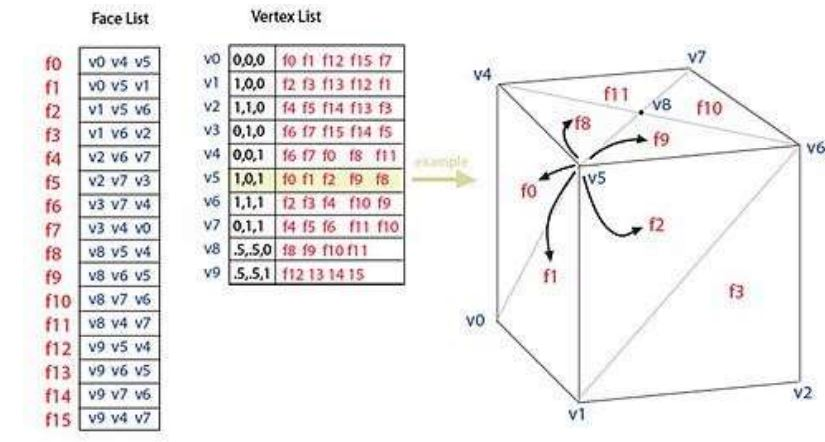 Face List
f0 v0 v4 v5
f1 v0 v5 v1
f2 v1 v5 v6
f3 v1 v6 v2
f4 v2 v6 v7
f5 v2 v7 v3
f6 v3 v7 v4
f7 v3 v4 v0
f8 v8 v5 v4
f9 v8 v6 v5
f10 v8 v7 v6
f11 v8 v4 v7
f12 v9 v5 v4
f13 v9 v6 v5
f14 v9 v7 v6
f15 v9 v4 v7
Vertex List
v0 0,0,0 f0 f1 f12 f15 f7
v1 1,0,0 f2 f3 f13 f12 f1
v2 1,1,0 f4 f5 f14 f13 f3
v3 0,1,0 f6 f7 f15 f14 f5
v4 0,0,1 f6 f7 f0 f8 f11
v5 1,0,1 f0 f1 f2 f9 f8
v6 1,1,1 f2 f3 f4 f10 f9
v7 0,1,1 f4 f5 f6 f11 f10
v8 .5,.5,0 f8 f9 f10 f11
v9 .5,.5,1 f12 13 14 15
example
v7
v4
f11
v8
f10
f8
f9
v6
v5
f0
f2
f1
f3
v0
v2
v1